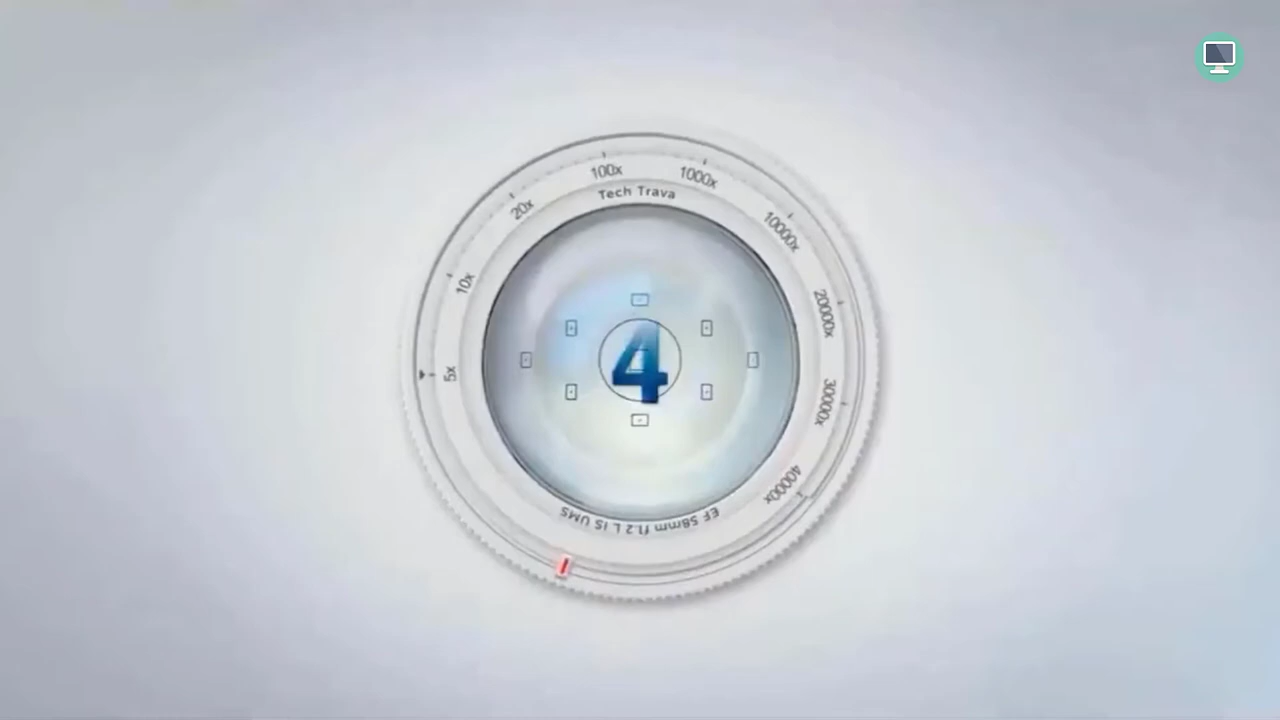 100x
1000x
Tech Trava
20x
10000x
10x
20000x
4
5x
30000x
40000x
EF 58mm f1.2 L IS UMS